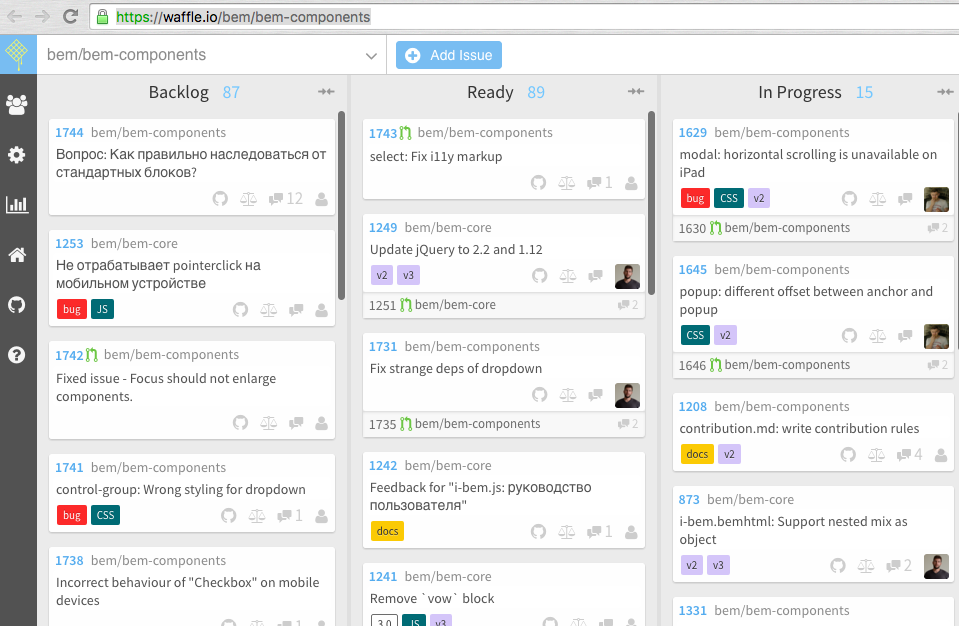 https://waffle.io/bem/bem-components
bem/bem-components
Add Issue
Backlog 87
1744 bem/bem-components
Вопрос: Как правильно наследоваться от
стандартных блоков?
12
1253 bem/bem-core
Не отрабатывает pointerclick на
мобильном устройстве
bug JS
1742 bem/bem-components
Fixed issue - Focus should not enlarge
components.
1741 bem/bem-components
control-group: Wrong styling for dropdown
bug CSS 1
1738 bem/bem-components
Incorrect behaviour of "Checkbox" on mobile
devices
1
Ready 89
1743 bem/bem-components
select: Fix i11y markup
1
1249 bem/bem-core
Update jQuery to 2.2 and 1.12
v2 v3
1251 bem/bem-core 2
1731 bem/bem-components
Fix strange deps of dropdown
1735 bem/bem-components 2
1242 bem/bem-core
Feedback for "i-bem.js: руководство
пользователя"
docs 1
1241 bem/bem-core
Remove `vow` block
3.0 JS v3
In Progress 15
1629 bem/bem-components
modal: horizontal scrolling is unavailable on
iPad
bug CSS v2
1630 bem/bem-components 2
1645 bem/bem-components
popup: different offset between anchor and
popup
CSS v2
1646 bem/bem-components 2
1208 bem/bem-components
contribution.md: write contribution rules
docs v2 4
873 bem/bem-core
i-bem.bemhtml: Support nested mix as
object
v2 v3 2
1331 bem/bem-components